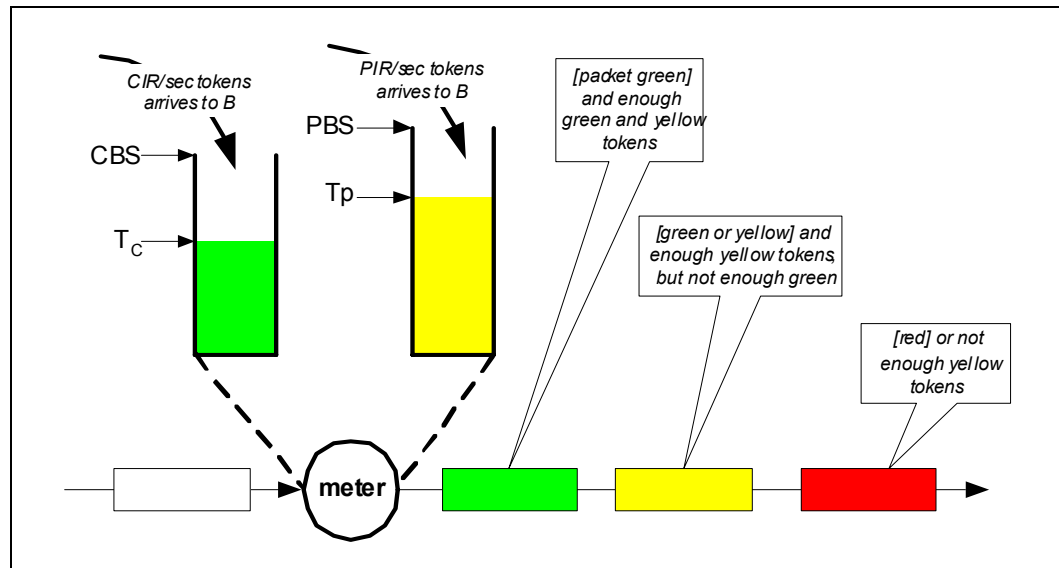 CIR/sec tokens
arrives to B
PIR/sec tokens
arrives to B
CBS
T_C
PBS
Tp
[packet green]
and enough
green and yellow
tokens
[green or yellow] and
enough yellow tokens,
but not enough green
[red] or not
enough yellow
tokens
meter